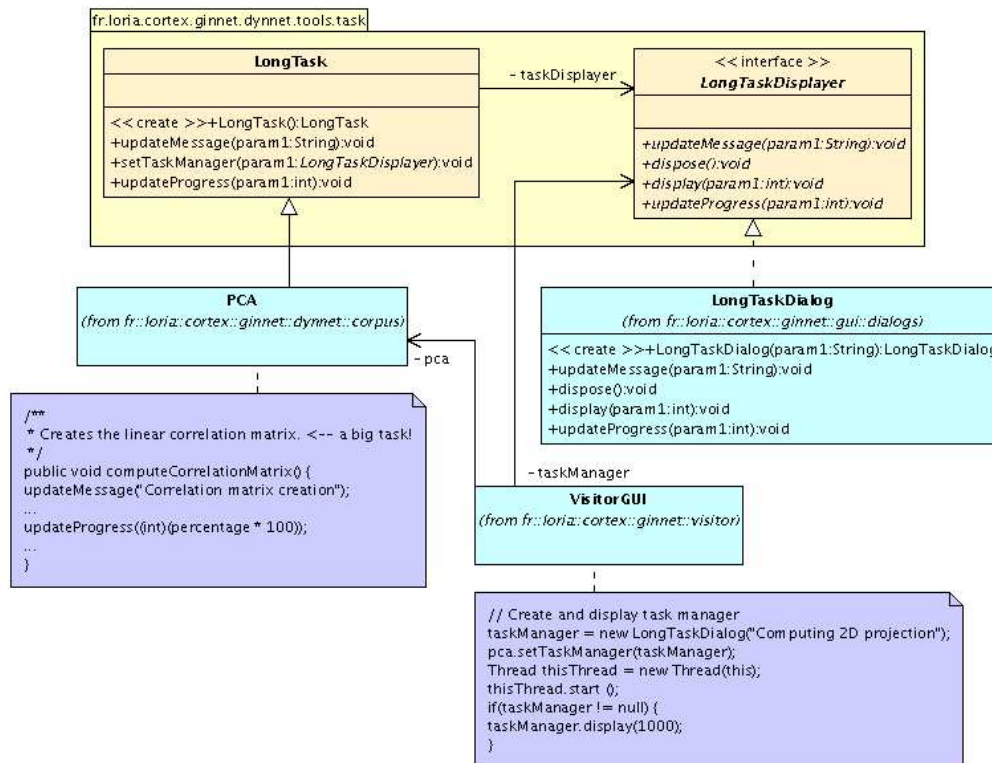 fr.loria.cortex.ginnet.dynnet.tools.task
LongTask
<< create >>+LongTask():LongTask
+updateMessage(param1:String):void
+setTaskManager(param1:LongTaskDisplayer):void
+updateProgress(param1:int):void
- taskDisplayer
<< interface >>
LongTaskDisplayer
+updateMessage(param1:String):void
+dispose():void
+display(param1:int):void
+updateProgress(param1:int):void
PCA
(from fr::loria::cortex::ginnet::dynnet::corpus)
- pca
LongTaskDialog
(from fr::loria::cortex::ginnet::gui::dialogs)
<< create >>+LongTaskDialog(param1:String):LongTaskDialog
+updateMessage(param1:String):void
+dispose():void
+display(param1:int):void
+updateProgress(param1:int):void
/**
* Creates the linear correlation matrix. <-- a big task!
*/
public void computeCorrelationMatrix() {
updateMessage("Correlation matrix creation");
...
updateProgress((int)(percentage * 100));
...
}
- taskManager
VisitorGUI
(from fr::loria::cortex::ginnet::visitor)
// Create and display task manager
taskManager = new LongTaskDialog("Computing 2D projection");
pca.setTaskManager(taskManager);
Thread thisThread = new Thread(this);
thisThread.start ();
if(taskManager != null) {
taskManager.display(1000);
}